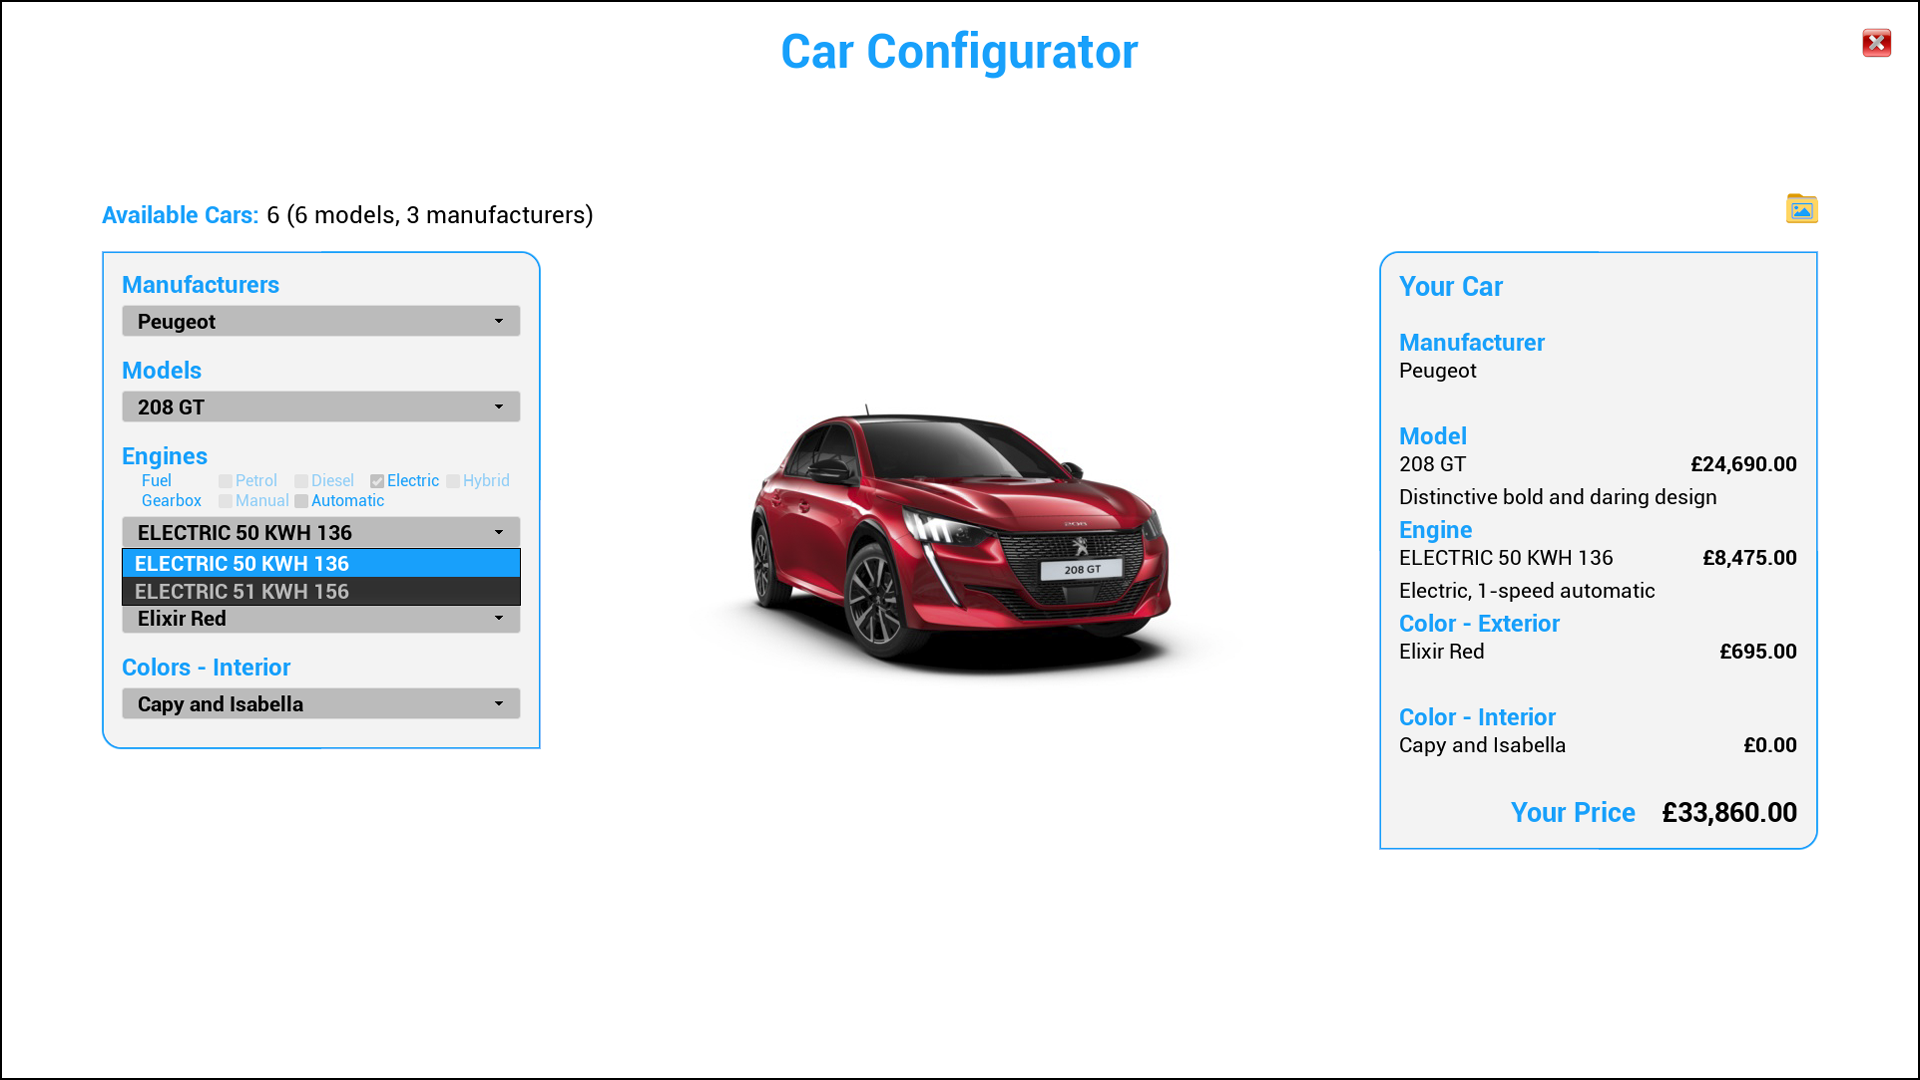 Car Configurator
Available Cars: 6 (6 models, 3 manufacturers)
Manufacturers
Peugeot
Models
208 GT
Engines
Fuel Petrol Diesel Electric Hybrid
Gearbox Manual Automatic
ELECTRIC 50 KWH 136
ELECTRIC 50 KWH 136
ELECTRIC 51 KWH 156
Elixir Red
Colors - Interior
Capy and Isabella
208
208 GT
Your Car
Manufacturer
Peugeot
Model
208 GT £24,690.00
Distinctive bold and daring design
Engine
ELECTRIC 50 KWH 136 £8,475.00
Electric, 1-speed automatic
Color - Exterior
Elixir Red £695.00
Color - Interior
Capy and Isabella £0.00
Your Price £33,860.00